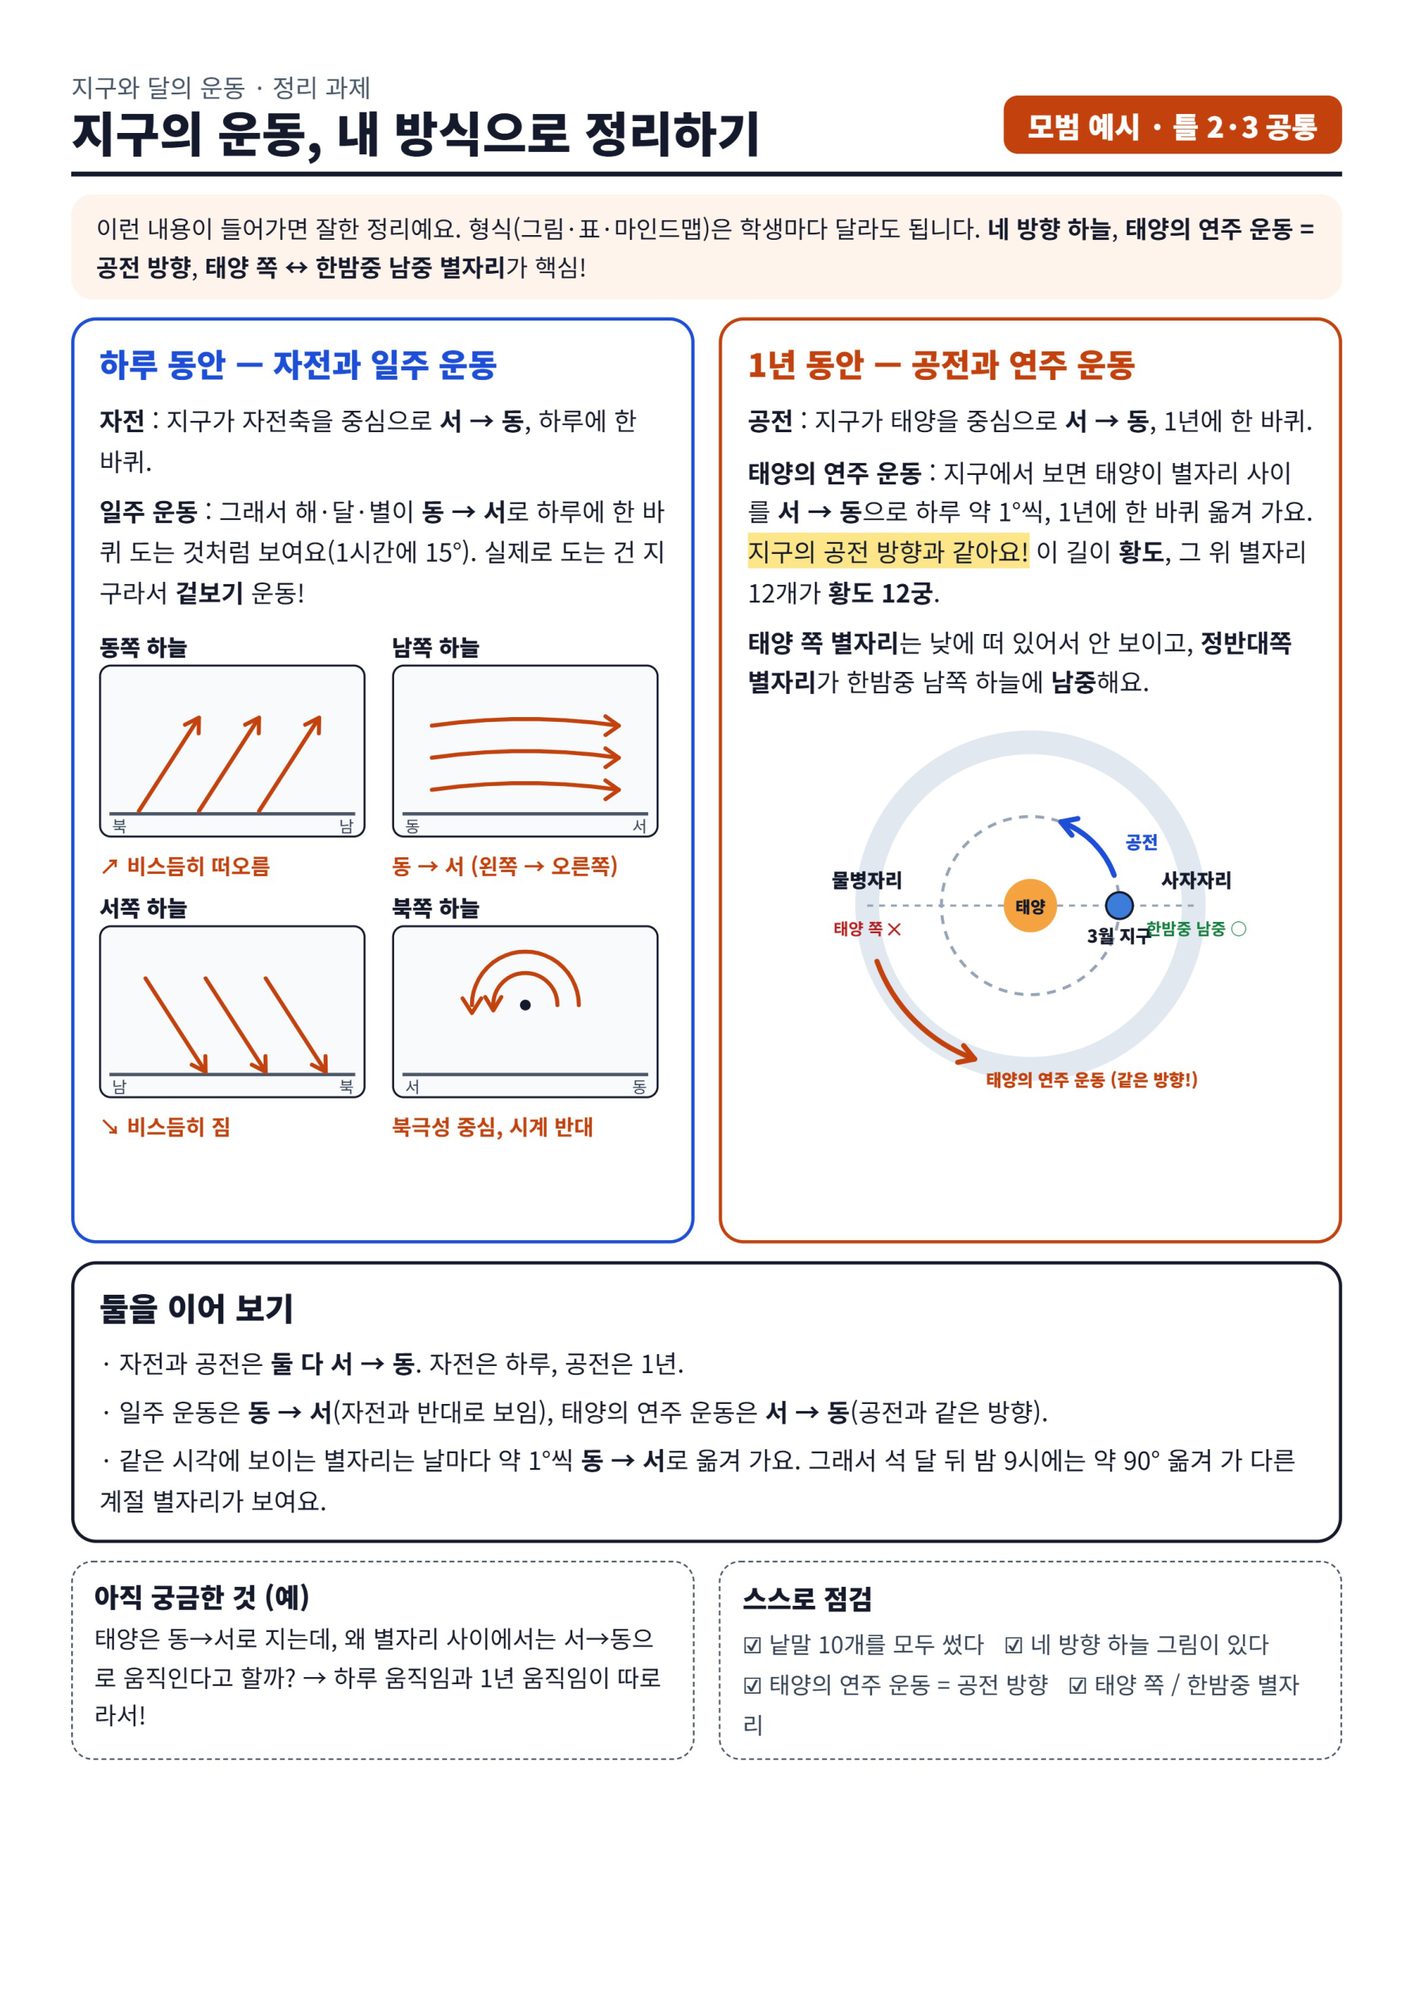 지구와 달의 운동 · 정리 과제
지구의 운동, 내 방식으로 정리하기
모범 예시 · 틀 2·3 공통
이런 내용이 들어가면 잘한 정리예요. 형식(그림·표·마인드맵)은 학생마다 달라도 됩니다. 네 방향 하늘, 태양의 연주 운동 =
공전 방향, 태양 쪽 ↔ 한밤중 남중 별자리가 핵심!
하루 동안 — 자전과 일주 운동
자전 : 지구가 자전축을 중심으로 서 → 동, 하루에 한
바퀴.
일주 운동 : 그래서 해·달·별이 동 → 서로 하루에 한 바
퀴 도는 것처럼 보여요(1시간에 15°). 실제로 도는 건 지
구라서 겉보기 운동!
동쪽 하늘
북
남
↗ 비스듬히 떠오름
남쪽 하늘
동
서
동 → 서 (왼쪽 → 오른쪽)
서쪽 하늘
남
북
↘ 비스듬히 짐
북쪽 하늘
서
동
북극성 중심, 시계 반대
1년 동안 — 공전과 연주 운동
공전 : 지구가 태양을 중심으로 서 → 동, 1년에 한 바퀴.
태양의 연주 운동 : 지구에서 보면 태양이 별자리 사이
를 서 → 동으로 하루 약 1°씩, 1년에 한 바퀴 옮겨 가요.
지구의 공전 방향과 같아요! 이 길이 황도, 그 위 별자리
12개가 황도 12궁.
태양 쪽 별자리는 낮에 떠 있어서 안 보이고, 정반대쪽
별자리가 한밤중 남쪽 하늘에 남중해요.
공전
물병자리
사자자리
태양
태양 쪽 ✕
3월 지구
한밤중 남중 ○
태양의 연주 운동 (같은 방향!)
둘을 이어 보기
· 자전과 공전은 둘 다 서 → 동. 자전은 하루, 공전은 1년.
· 일주 운동은 동 → 서(자전과 반대로 보임), 태양의 연주 운동은 서 → 동(공전과 같은 방향).
· 같은 시각에 보이는 별자리는 날마다 약 1°씩 동 → 서로 옮겨 가요. 그래서 석 달 뒤 밤 9시에는 약 90° 옮겨 가 다른
계절 별자리가 보여요.
아직 궁금한 것 (예)
태양은 동→서로 지는데, 왜 별자리 사이에서는 서→동으
로 움직인다고 할까? → 하루 움직임과 1년 움직임이 따로
라서!
스스로 점검
☑ 낱말 10개를 모두 썼다 ☑ 네 방향 하늘 그림이 있다
☑ 태양의 연주 운동 = 공전 방향 ☑ 태양 쪽 / 한밤중 별자
리